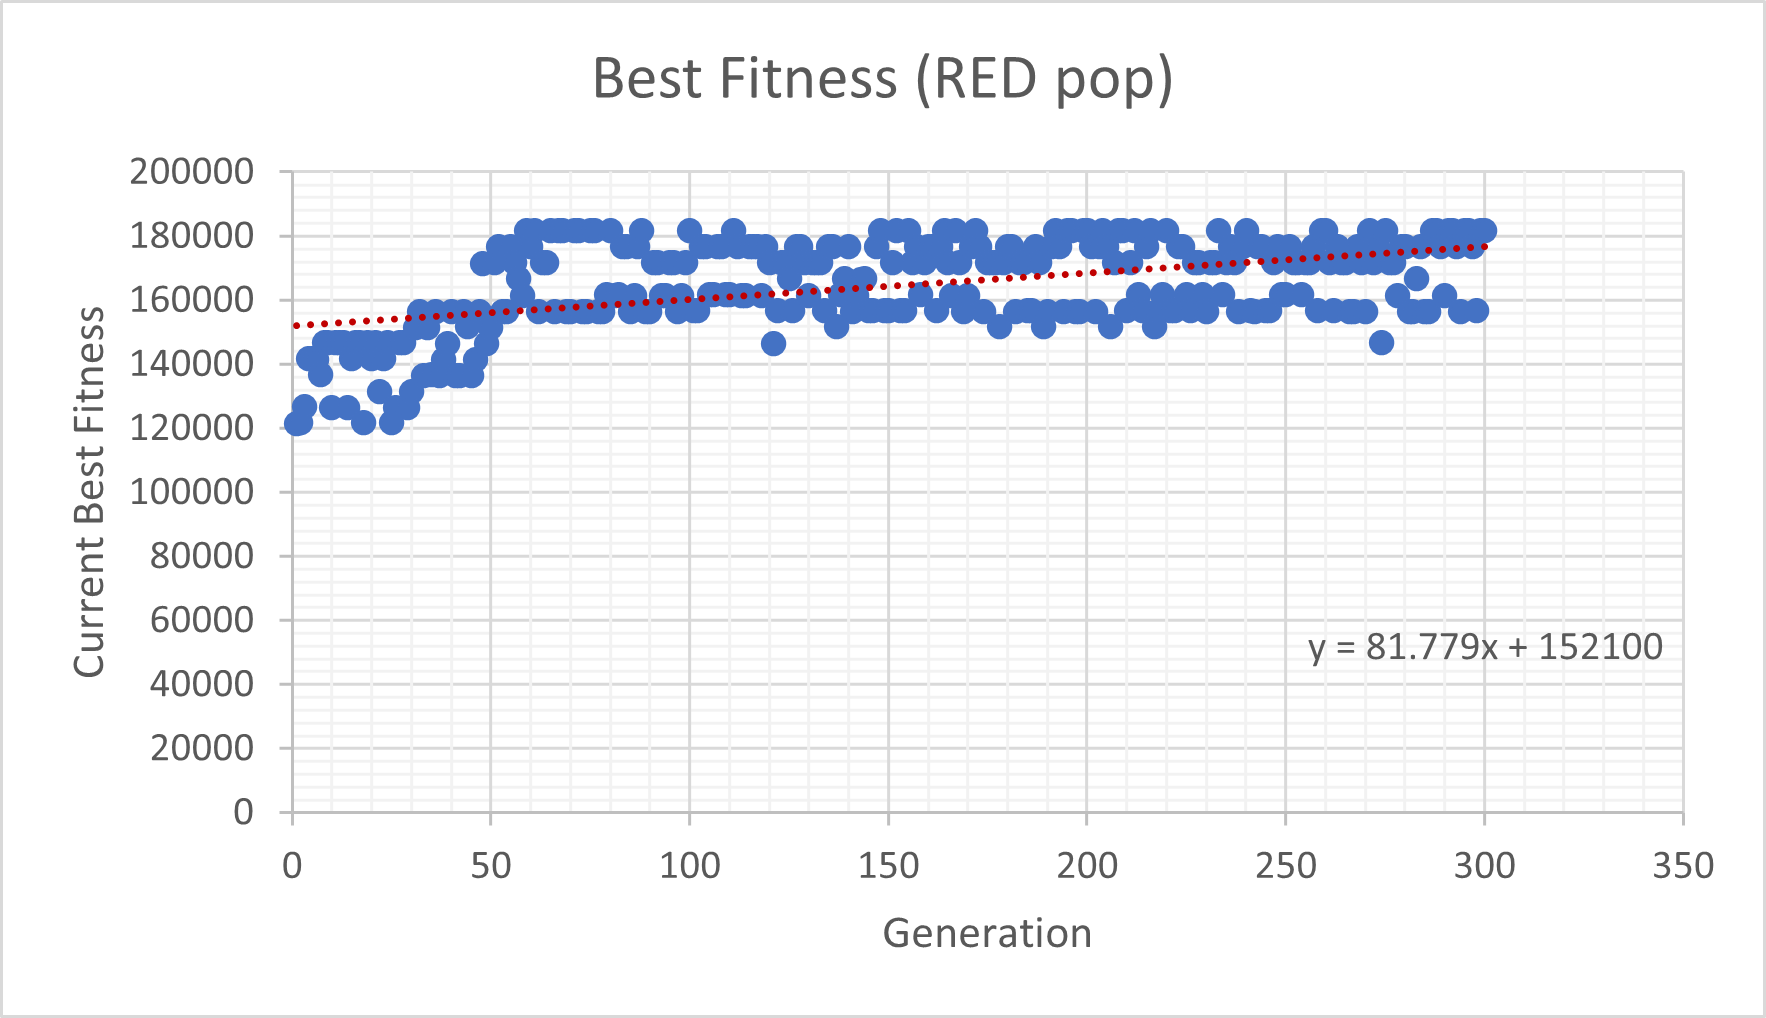 Best Fitness (RED pop)
Current Best Fitness
200000
180000
160000
140000
120000
100000
80000
60000
40000
20000
0
y = 81.779x + 152100
0 50 100 150 200 250 300 350
Generation